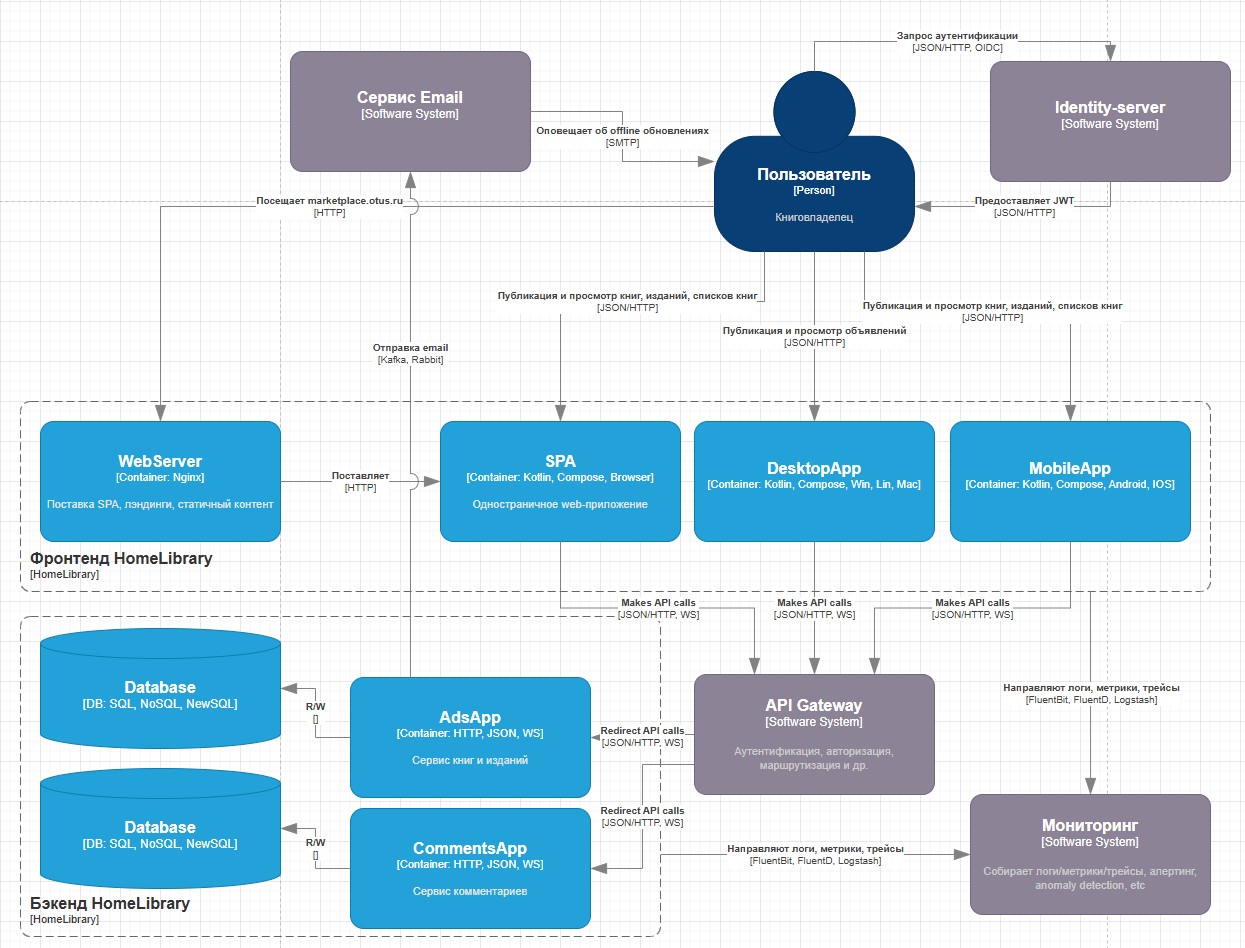 Запрос аутентификации
[JSON/HTTP, OIDC]
Сервис Email
[Software System]
Identity-server
[Software System]
Оповещает об offline обновлениях
[SMTP]
Пользователь
[Person]
Книговладелец
Посещает marketplace.otus.ru
[HTTP]
Предоставляет JWT
[JSON/HTTP]
Публикация и просмотр книг, изданий, списков книг
[JSON/HTTP]
Публикация и просмотр книг, изданий, списков книг
[JSON/HTTP]
Публикация и просмотр объявлений
[JSON/HTTP]
Отправка email
[Kafka, Rabbit]
WebServer
[Container: Nginx]
Поставка SPA, лэндинги, статичный контент
Поставляет
[HTTP]
SPA
[Container: Kotlin, Compose, Browser]
Одностраничное web-приложение
DesktopApp
[Container: Kotlin, Compose, Win, Lin, Mac]
MobileApp
[Container: Kotlin, Compose, Android, IOS]
Фронтенд HomeLibrary
[HomeLibrary]
Makes API calls
[JSON/HTTP, WS]
Makes API calls
[JSON/HTTP, WS]
Makes API calls
[JSON/HTTP, WS]
Database
[DB: SQL, NoSQL, NewSQL]
R/W
[]
AdsApp
[Container: HTTP, JSON, WS]
Сервис книг и изданий
Redirect API calls
[JSON/HTTP, WS]
API Gateway
[Software System]
Аутентификация, авторизация,
маршрутизация и др.
Направляют логи, метрики, трейсы
[FluentBit, FluentD, Logstash]
Database
[DB: SQL, NoSQL, NewSQL]
R/W
[]
CommentsApp
[Container: HTTP, JSON, WS]
Сервис комментариев
Redirect API calls
[JSON/HTTP, WS]
Направляют логи, метрики, трейсы
[FluentBit, FluentD, Logstash]
Мониторинг
[Software System]
Собирает логи/метрики/трейсы, алертинг,
anomaly detection, etc
Бэкенд HomeLibrary
[HomeLibrary]